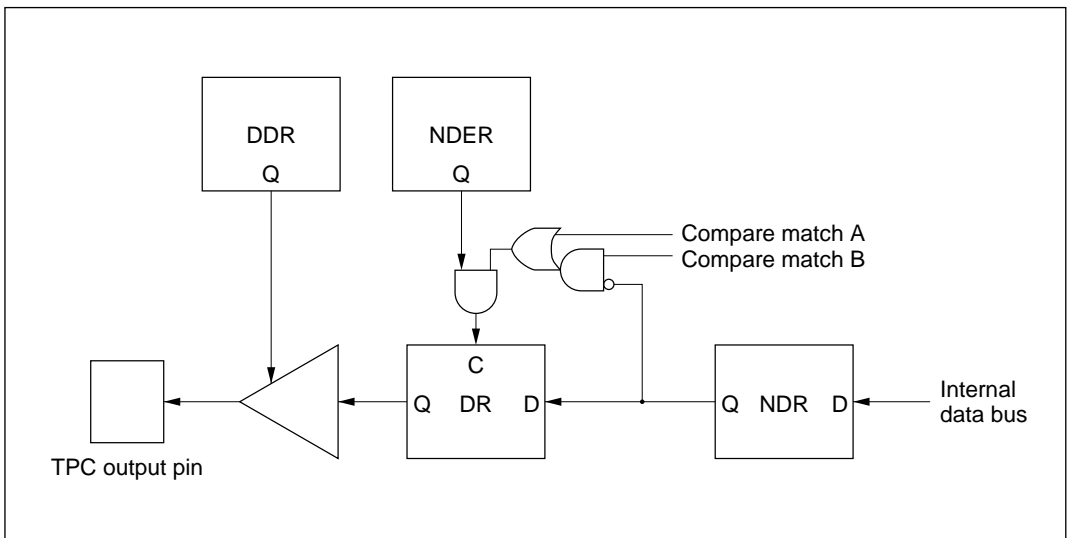 DDR
Q
NDER
Q
Compare match A
Compare match B
C
Q DR D
Q NDR D
Internal
data bus
TPC output pin